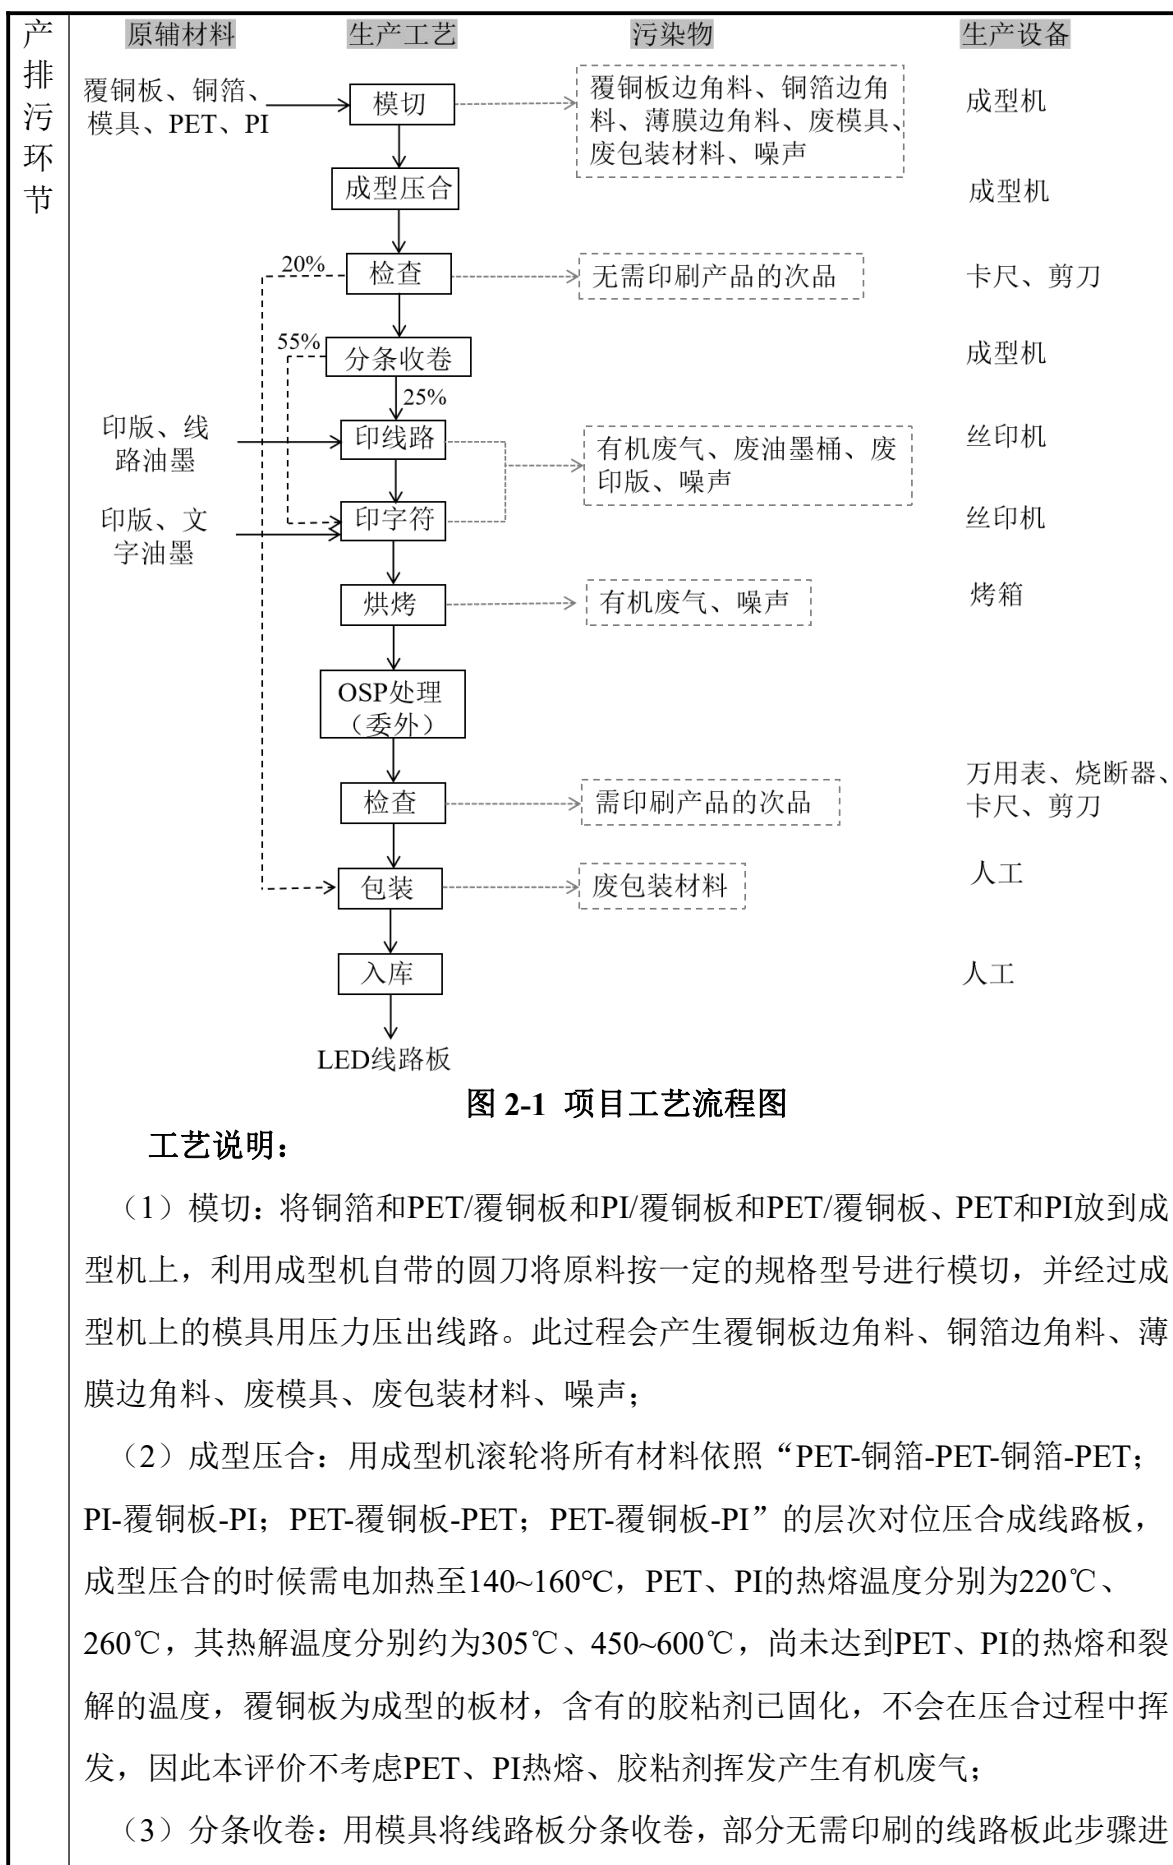 产
排
污
环
节
原辅材料 生产工艺 污染物 生产设备
覆铜板、铜箔、
模具、PET、PI
模切
覆铜板边角料、铜箔边角
料、薄膜边角料、废模具、
废包装材料、噪声
成型机
成型压合
成型机
20%
检查
无需印刷产品的次品
卡尺、剪刀
55%
分条收卷
成型机
25%
印版、线
路油墨
印线路
有机废气、废油墨桶、废
印版、噪声
丝印机
印版、文
字油墨
印字符
丝印机
烘烤
有机废气、噪声
烤箱
OSP处理
（委外）
检查
需印刷产品的次品
万用表、烧断器、
卡尺、剪刀
包装
废包装材料
人工
入库
人工
LED线路板
图 2-1 项目工艺流程图
工艺说明：
（1）模切：将铜箔和PET/覆铜板和PI/覆铜板和PET/覆铜板、PET和PI放到成
型机上，利用成型机自带的圆刀将原料按一定的规格型号进行模切，并经过成
型机上的模具用压力压出线路。此过程会产生覆铜板边角料、铜箔边角料、薄
膜边角料、废模具、废包装材料、噪声；
（2）成型压合：用成型机滚轮将所有材料依照“PET-铜箔-PET-铜箔-PET；
PI-覆铜板-PI；PET-覆铜板-PET；PET-覆铜板-PI”的层次对位压合成线路板，
成型压合的时候需电加热至140~160℃，PET、PI的热熔温度分别为220℃、
260℃，其热解温度分别约为305℃、450~600℃，尚未达到PET、PI的热熔和裂
解的温度，覆铜板为成型的板材，含有的胶粘剂已固化，不会在压合过程中挥
发，因此本评价不考虑PET、PI热熔、胶粘剂挥发产生有机废气；
（3）分条收卷：用模具将线路板分条收卷，部分无需印刷的线路板此步骤进